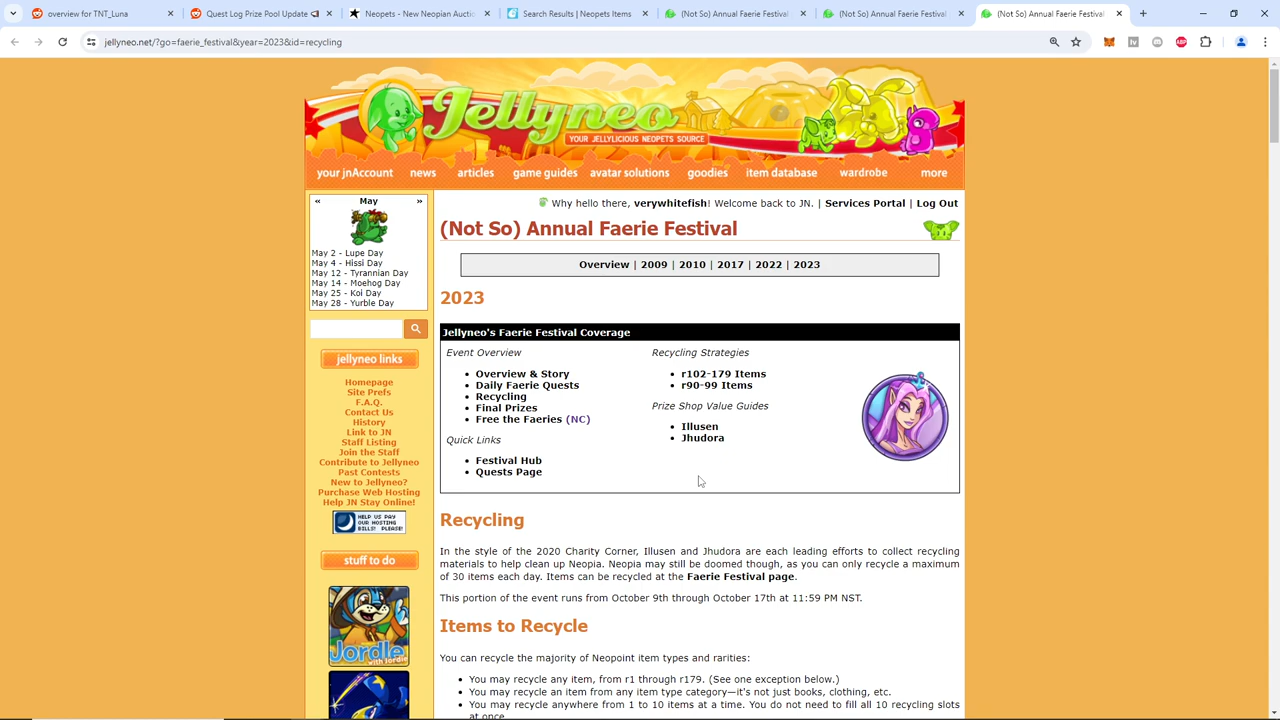 overview for TNT_Luna
Quest Log Prize Pool Update
Neopets - New Neopian Auctic
Search Results | Neopets Items
(Not So) Annual Faerie Festival
(Not So) Annual Faerie Festival
(Not So) Annual Faerie Festival
jellyneo.net/?go=faerie_festival&year=2023&id=recycling
Jellyneo
YOUR JELLYLICIOUS NEOPETS SOURCE
your jnAccount news articles game guides avatar solutions goodies item database wardrobe more
« May »
May 2 - Lupe Day
May 4 - Hissi Day
May 12 - Tyrannian Day
May 14 - Moehog Day
May 25 - Koi Day
May 28 - Yurble Day
jellyneo links
Homepage
Site Prefs
F.A.Q.
Contact Us
History
Link to JN
Staff Listing
Join the Staff
Contribute to Jellyneo
Past Contests
New to Jellyneo?
Purchase Web Hosting
Help JN Stay Online!
HELP US PAY
OUR HOSTING
BILLS! PLEASE!
stuff to do
Jordle
with Jordie
Why hello there, verywhitefish! Welcome back to JN. | Services Portal | Log Out
(Not So) Annual Faerie Festival
Overview | 2009 | 2010 | 2017 | 2022 | 2023
2023
Jellyneo's Faerie Festival Coverage
Event Overview
• Overview & Story
• Daily Faerie Quests
• Recycling
• Final Prizes
• Free the Faeries (NC)
Quick Links
• Festival Hub
• Quests Page
Recycling Strategies
• r102-179 Items
• r90-99 Items
Prize Shop Value Guides
• Illusen
• Jhudora
Recycling
In the style of the 2020 Charity Corner, Illusen and Jhudora are each leading efforts to collect recycling
materials to help clean up Neopia. Neopia may still be doomed though, as you can only recycle a maximum
of 30 items each day. Items can be recycled at the Faerie Festival page.
This portion of the event runs from October 9th through October 17th at 11:59 PM NST.
Items to Recycle
You can recycle the majority of Neopoint item types and rarities:
• You may recycle any item, from r1 through r179. (See one exception below.)
• You may recycle an item from any item type category—it's not just books, clothing, etc.
• You may recycle anywhere from 1 to 10 items at a time. You do not need to fill all 10 recycling slots
at once.